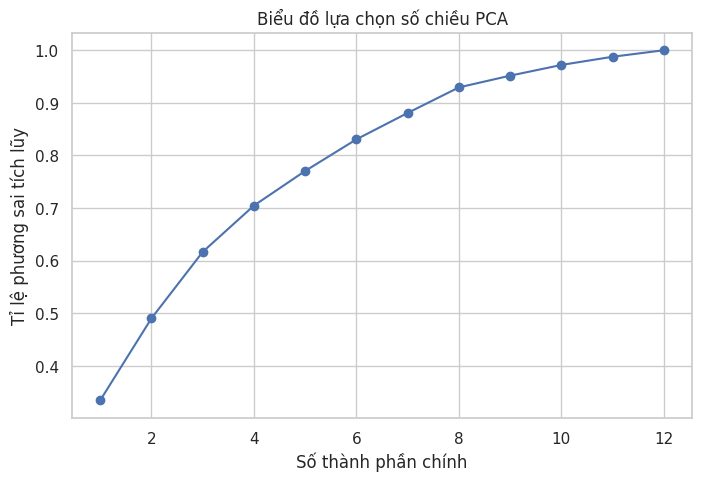 Biểu đồ lựa chọn số chiều PCA
1.0
0.9
0.8
0.7
0.6
0.5
0.4
Tỉ lệ phương sai tích lũy
2 4 6 8 10 12
Số thành phần chính